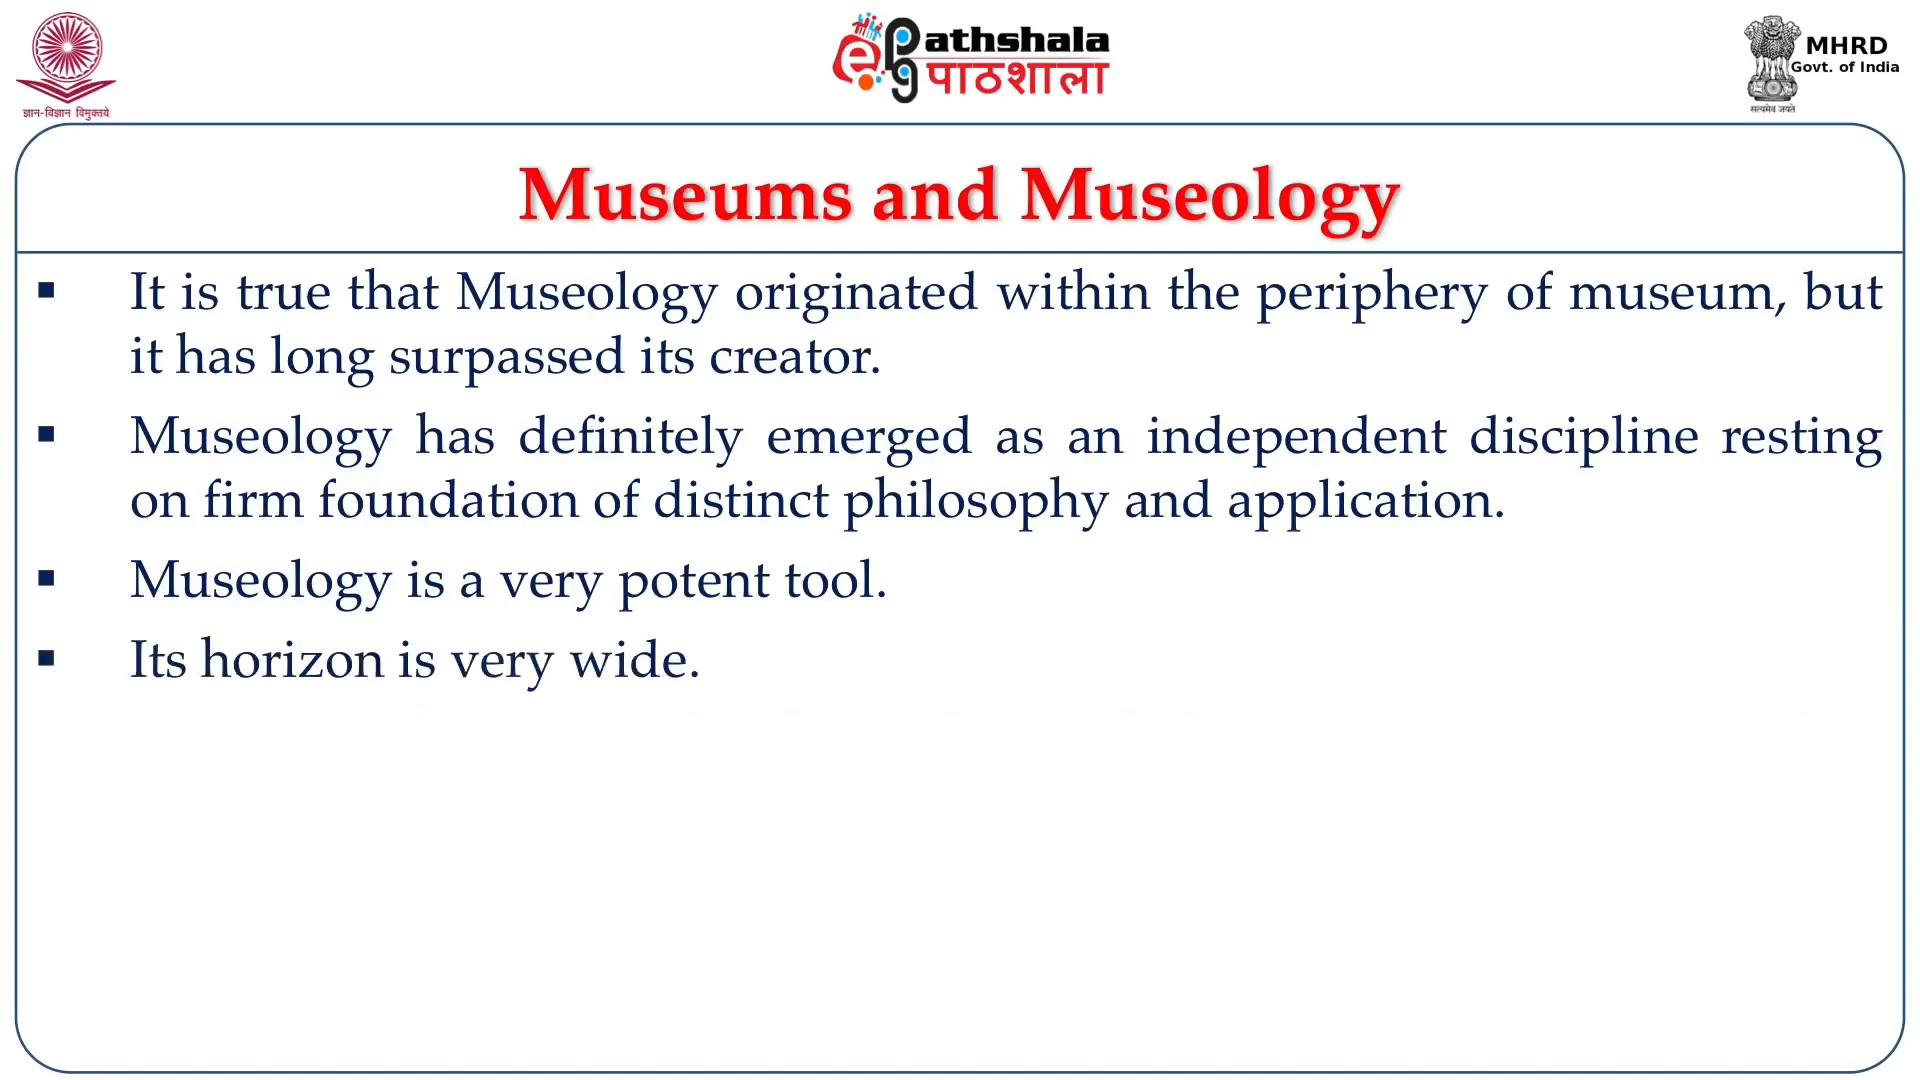 ज्ञान-विज्ञान विमुक्तये
ePathshala
पाठशाला
MHRD
Govt. of India
सत्यमेव जयते
Museums and Museology
▪ It is true that Museology originated within the periphery of museum, but
it has long surpassed its creator.
▪ Museology has definitely emerged as an independent discipline resting
on firm foundation of distinct philosophy and application.
▪ Museology is a very potent tool.
▪ Its horizon is very wide.